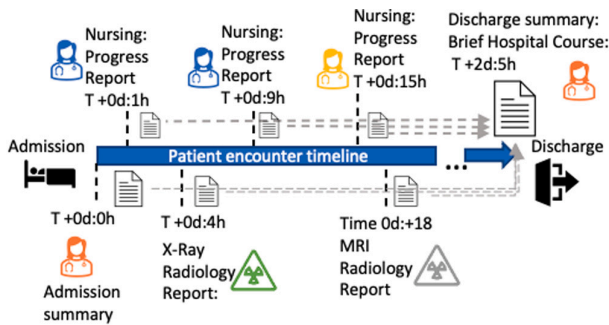 Nursing:
Progress
Report
T +0d:1h
Nursing:
Progress
Report
T +0d:9h
Nursing:
Progress
Report
T +0d:15h
Discharge summary:
Brief Hospital Course:
T +2d:5h
Admission
Patient encounter timeline
...
Discharge
T +0d:0h
Admission
summary
T +0d:4h
X-Ray
Radiology
Report:
Time 0d:+18
MRI
Radiology
Report